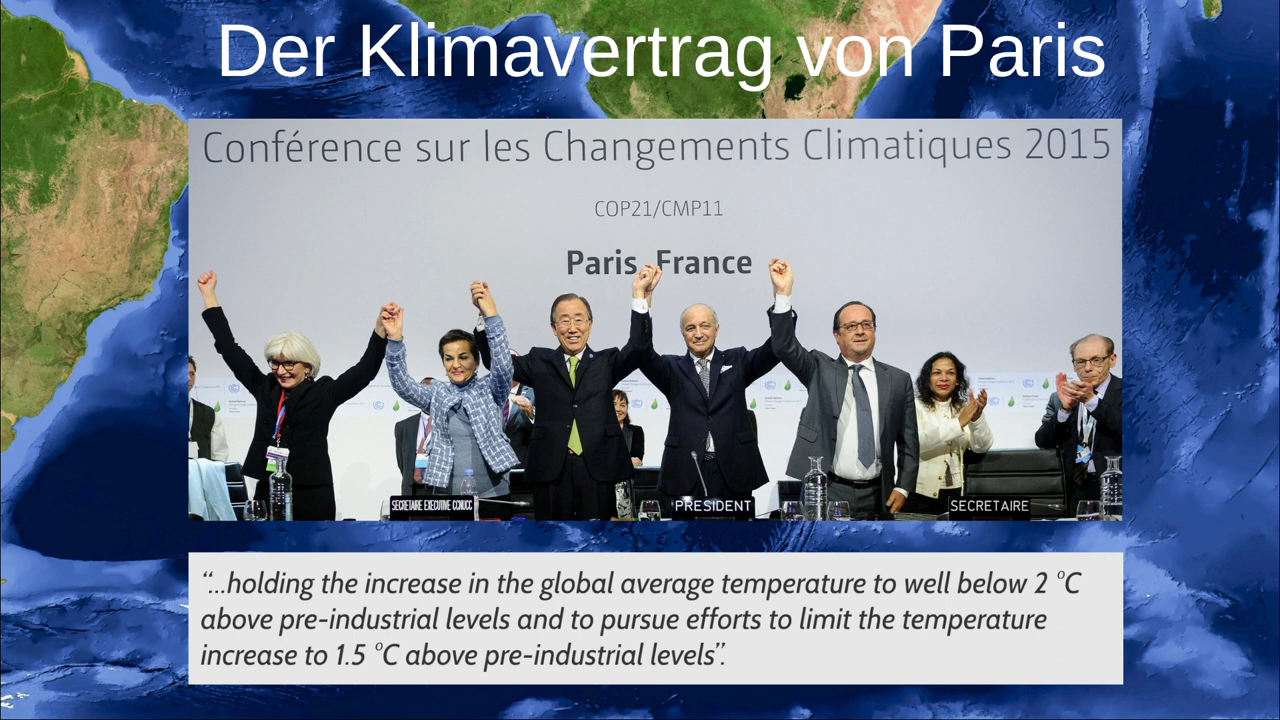 Der Klimavertrag von Paris
Conférence sur les Changements Climatiques 2015
COP21/CMP11
Paris, France
SECRETAIRE EXECUTIVE CCNUCC
PRESIDENT
SECRETAIRE
“...holding the increase in the global average temperature to well below 2 °C
above pre-industrial levels and to pursue efforts to limit the temperature
increase to 1.5 °C above pre-industrial levels”.